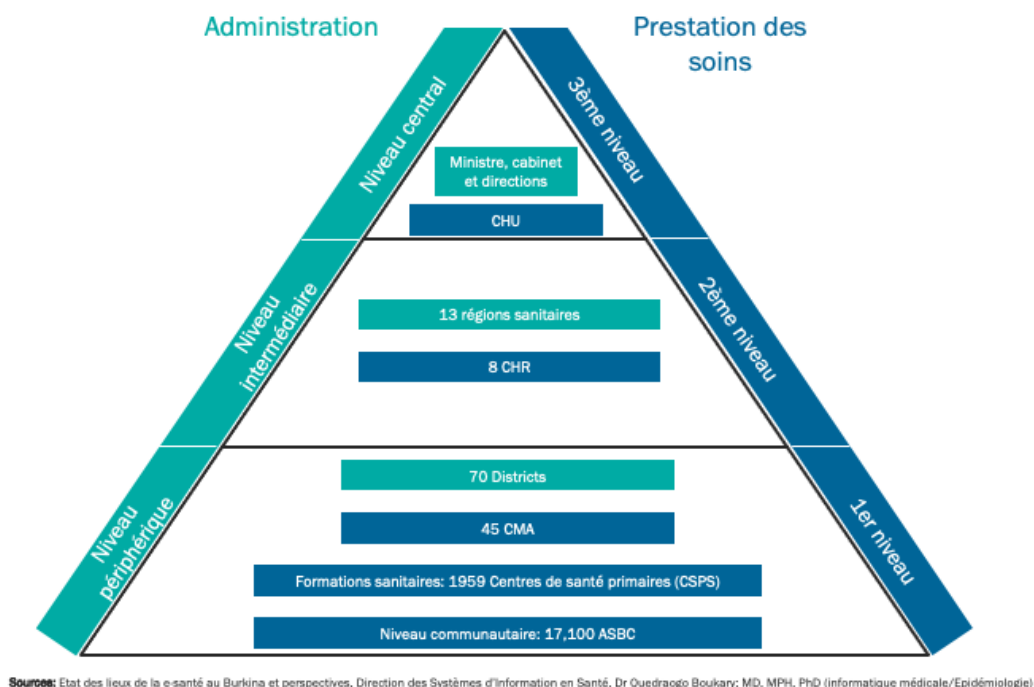 Administration
Prestation des
soins
Niveau central
3ème niveau
Ministre, cabinet
et directions
CHU
Niveau
intermédiaire
2ème niveau
13 régions sanitaires
8 CHR
Niveau
périphérique
1er niveau
70 Districts
45 CMA
Formations sanitaires: 1959 Centres de santé primaires (CSPS)
Niveau communautaire: 17,100 ASBC
Sources: Etat des lieux de la e-santé au Burkina et perspectives, Direction des Systèmes d'Information en Santé, Dr Ouedraogo Boukary; MD, MPH, PhD (informatique médicale/Epidémiologie)